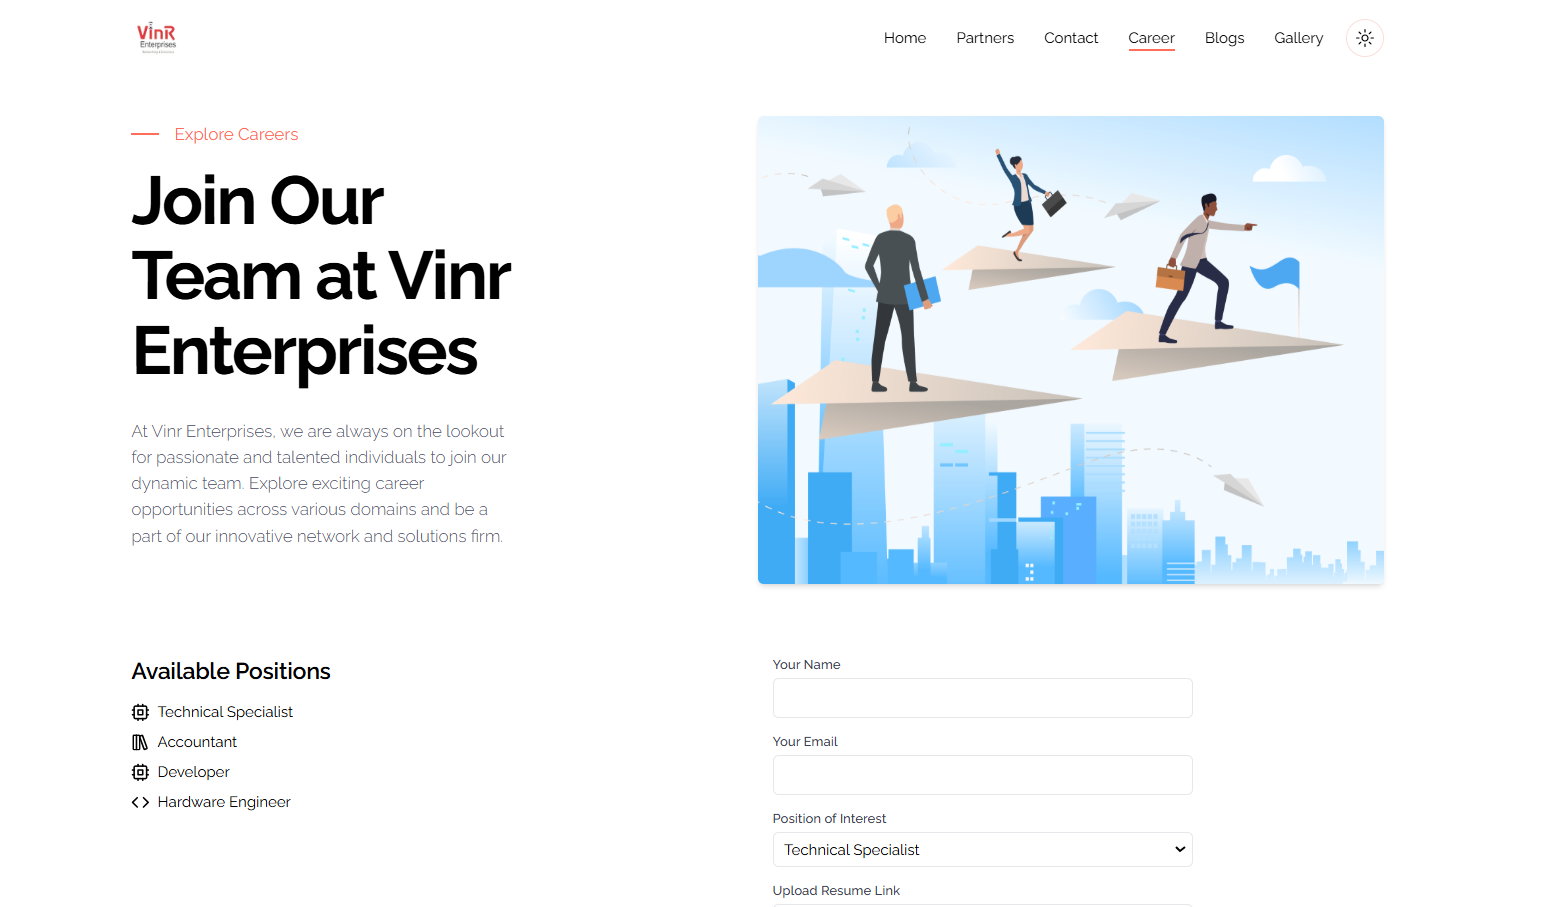 VinR
Enterprises
Home
Partners
Contact
Career
Blogs
Gallery
Explore Careers
Join Our
Team at Vinr
Enterprises
At Vinr Enterprises, we are always on the lookout
for passionate and talented individuals to join our
dynamic team. Explore exciting career
opportunities across various domains and be a
part of our innovative network and solutions firm.
Available Positions
Technical Specialist
Accountant
Developer
Hardware Engineer
Your Name
Your Email
Position of Interest
Technical Specialist
Upload Resume Link